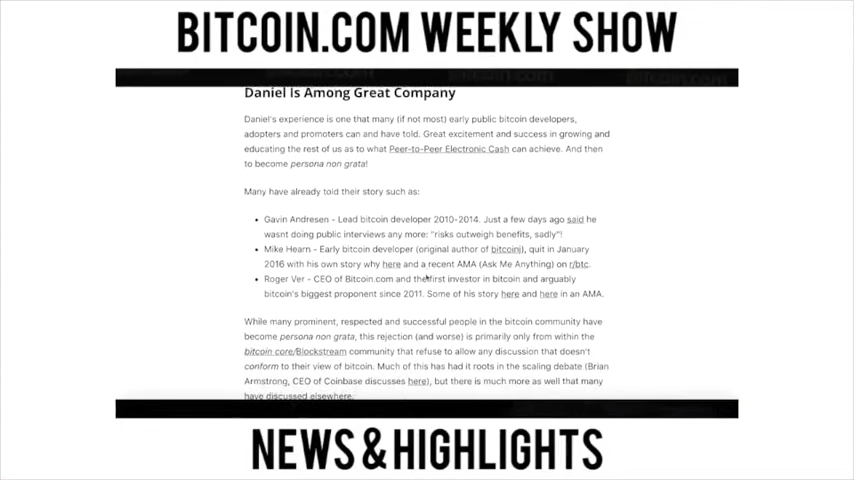 BITCOIN.COM WEEKLY SHOW
Daniel Is Among Great Company
Daniel's experience is one that many (if not most) early public bitcoin developers,
adopters and promoters can and have told. Great excitement and success in growing and
educating the rest of us as to what Peer-to-Peer Electronic Cash can achieve. And then
to become persona non grata!
Many have already told their story such as:
• Gavin Andresen - Lead bitcoin developer 2010-2014. Just a few days ago said he
wasnt doing public interviews any more: "risks outweigh benefits, sadly"!
• Mike Hearn - Early bitcoin developer (original author of bitcoinj), quit in January
2016 with his own story why here and a recent AMA (Ask Me Anything) on r/btc.
• Roger Ver - CEO of Bitcoin.com and the first investor in bitcoin and arguably
bitcoin's biggest proponent since 2011. Some of his story here and here in an AMA.
While many prominent, respected and successful people in the bitcoin community have
become persona non grata, this rejection (and worse) is primarily only from within the
bitcoin core/Blockstream community that refuse to allow any discussion that doesn't
conform to their view of bitcoin. Much of this has had it roots in the scaling debate (Brian
Armstrong, CEO of Coinbase discusses here), but there is much more as well that many
have discussed elsewhere.
NEWS & HIGHLIGHTS